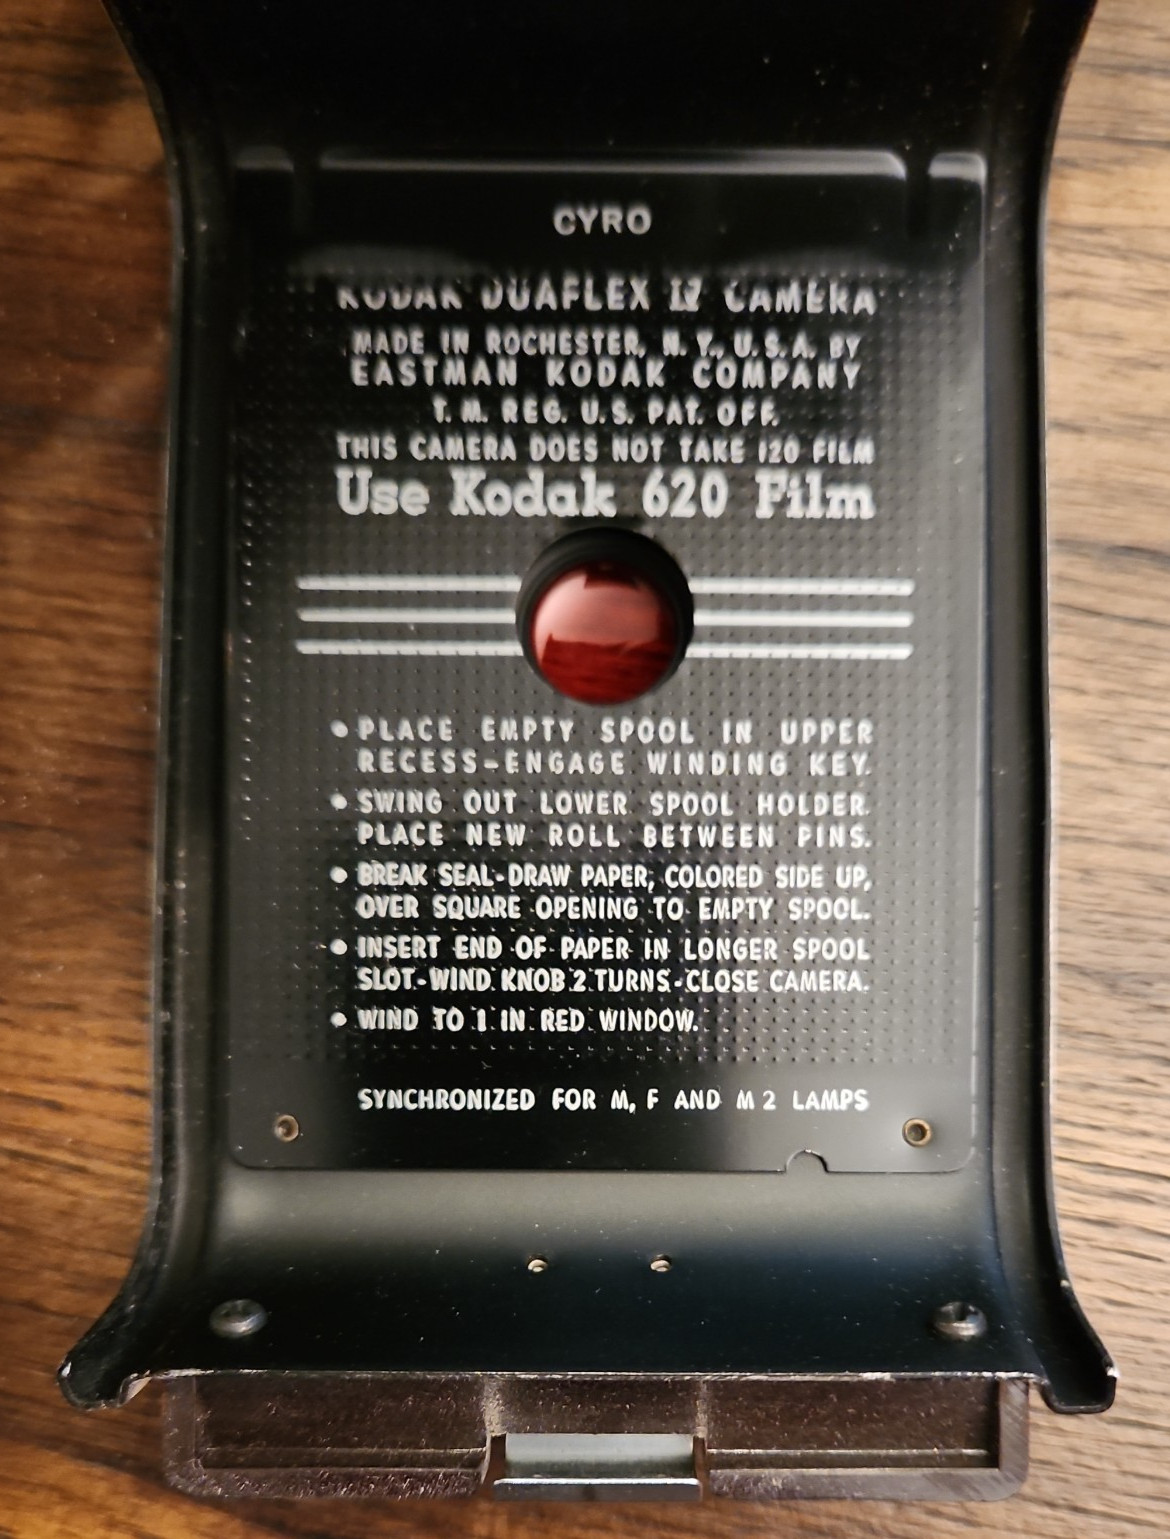 CYRO
KODAK DUAFLEX IV CAMERA
MADE IN ROCHESTER, N. Y., U. S. A. BY
EASTMAN KODAK COMPANY
T. M. REG. U. S. PAT. OFF.
THIS CAMERA DOES NOT TAKE 120 FILM
Use Kodak 620 Film
• PLACE EMPTY SPOOL IN UPPER
RECESS-ENGAGE WINDING KEY.
• SWING OUT LOWER SPOOL HOLDER.
PLACE NEW ROLL BETWEEN PINS.
• BREAK SEAL-DRAW PAPER, COLORED SIDE UP,
OVER SQUARE OPENING TO EMPTY SPOOL.
• INSERT END OF PAPER IN LONGER SPOOL
SLOT-WIND KNOB 2 TURNS-CLOSE CAMERA.
• WIND TO 1 IN RED WINDOW.
SYNCHRONIZED FOR M, F AND M 2 LAMPS